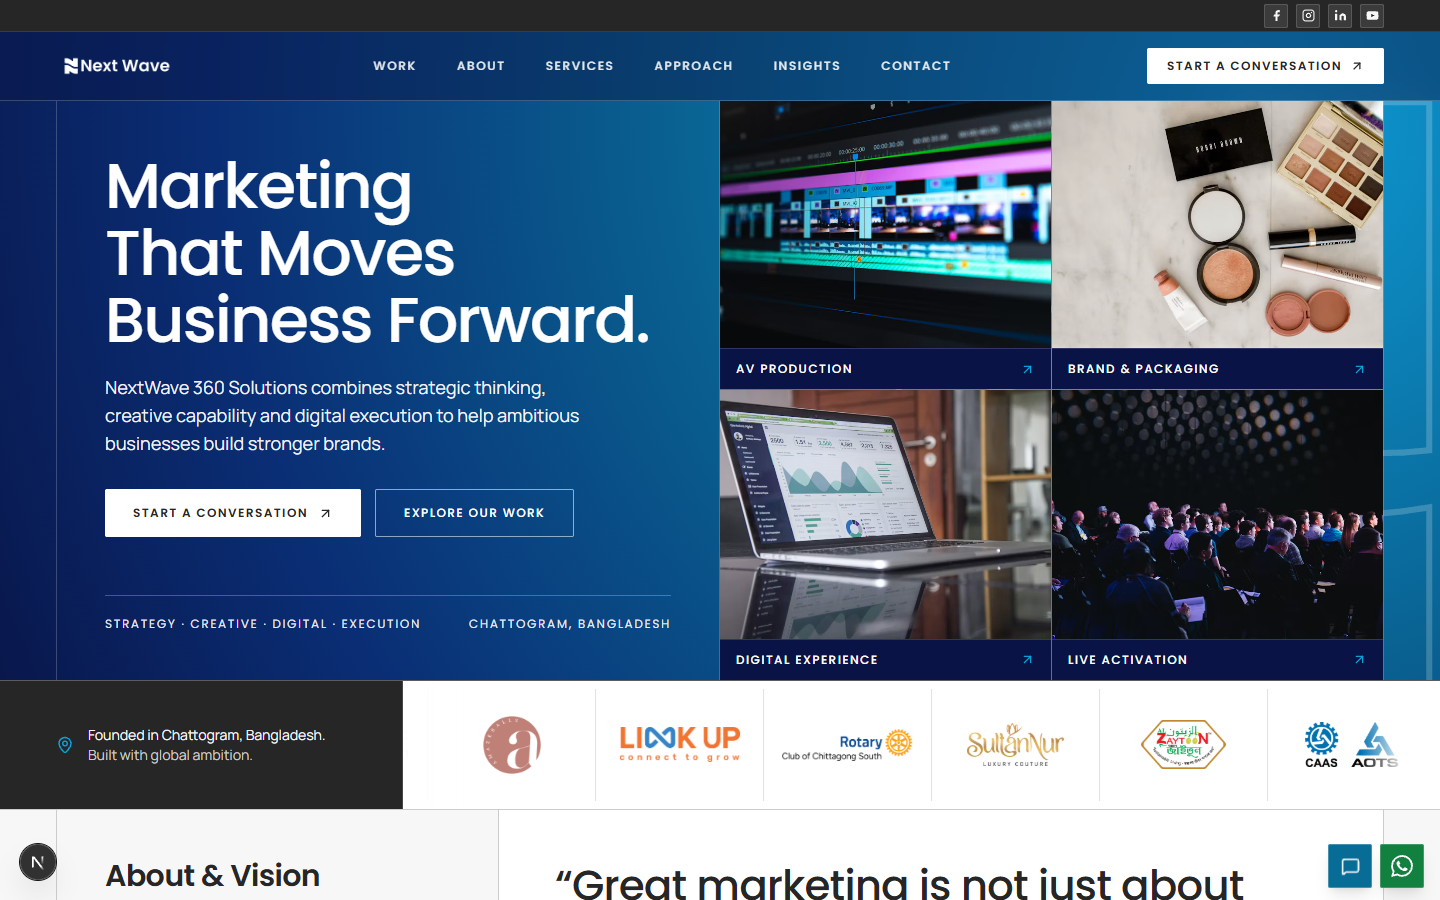 Next Wave
WORK
ABOUT
SERVICES
APPROACH
INSIGHTS
CONTACT
START A CONVERSATION
Marketing
That Moves
Business Forward.
NextWave 360 Solutions combines strategic thinking,
creative capability and digital execution to help ambitious
businesses build stronger brands.
START A CONVERSATION
EXPLORE OUR WORK
STRATEGY · CREATIVE · DIGITAL · EXECUTION
CHATTOGRAM, BANGLADESH
AV PRODUCTION
BOBBI BROWN
BRAND & PACKAGING
DIGITAL EXPERIENCE
LIVE ACTIVATION
Founded in Chattogram, Bangladesh.
Built with global ambition.
LINK UP
connect to grow
Rotary
Club of Chittagong South
SultanNur
LUXURY COUTURE
الزيتون
ZAYTOON
জাইতুন
CAAS
AOTS
About & Vision
“Great marketing is not just about